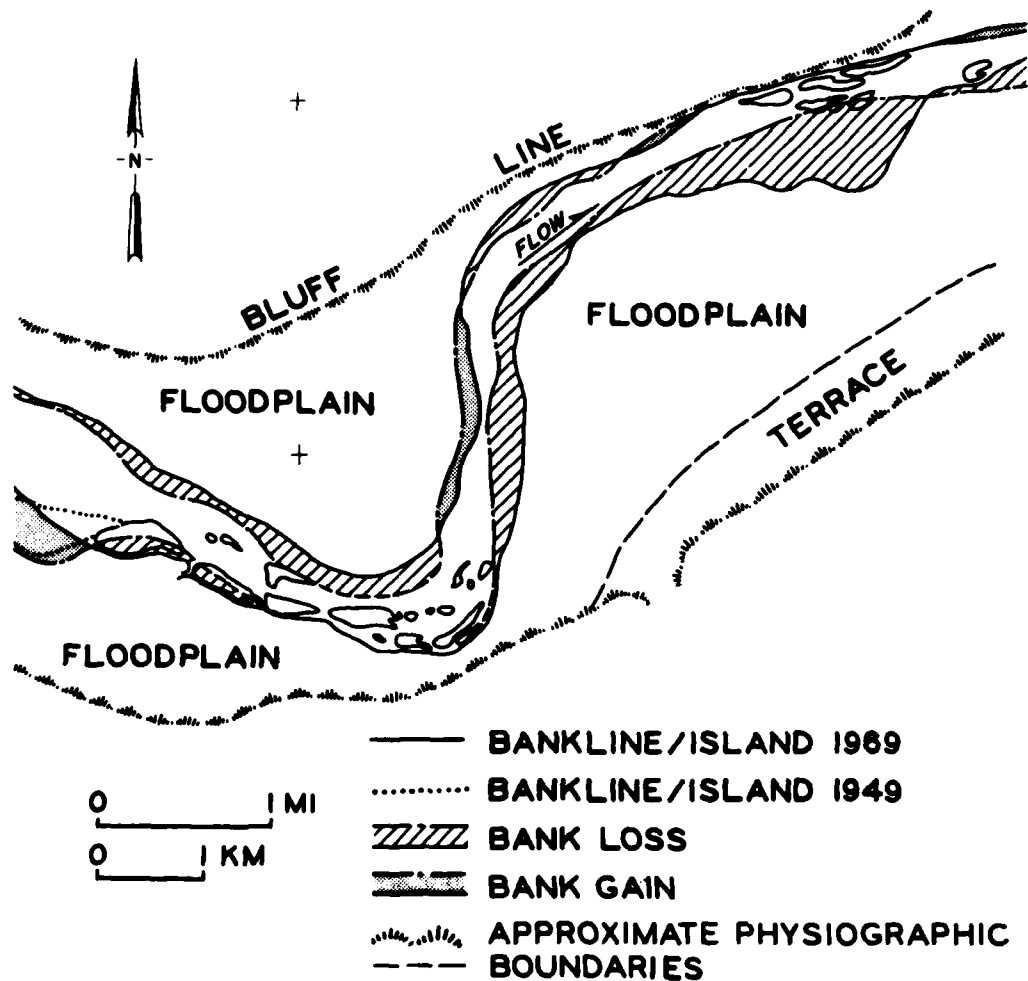 -N-
BLUFF LINE
FLOW
FLOODPLAIN
FLOODPLAIN
TERRACE
FLOODPLAIN
BANKLINE/ISLAND 1969
BANKLINE/ISLAND 1949
BANK LOSS
BANK GAIN
APPROXIMATE PHYSIOGRAPHIC
BOUNDARIES
0 1 MI
0 1 KM